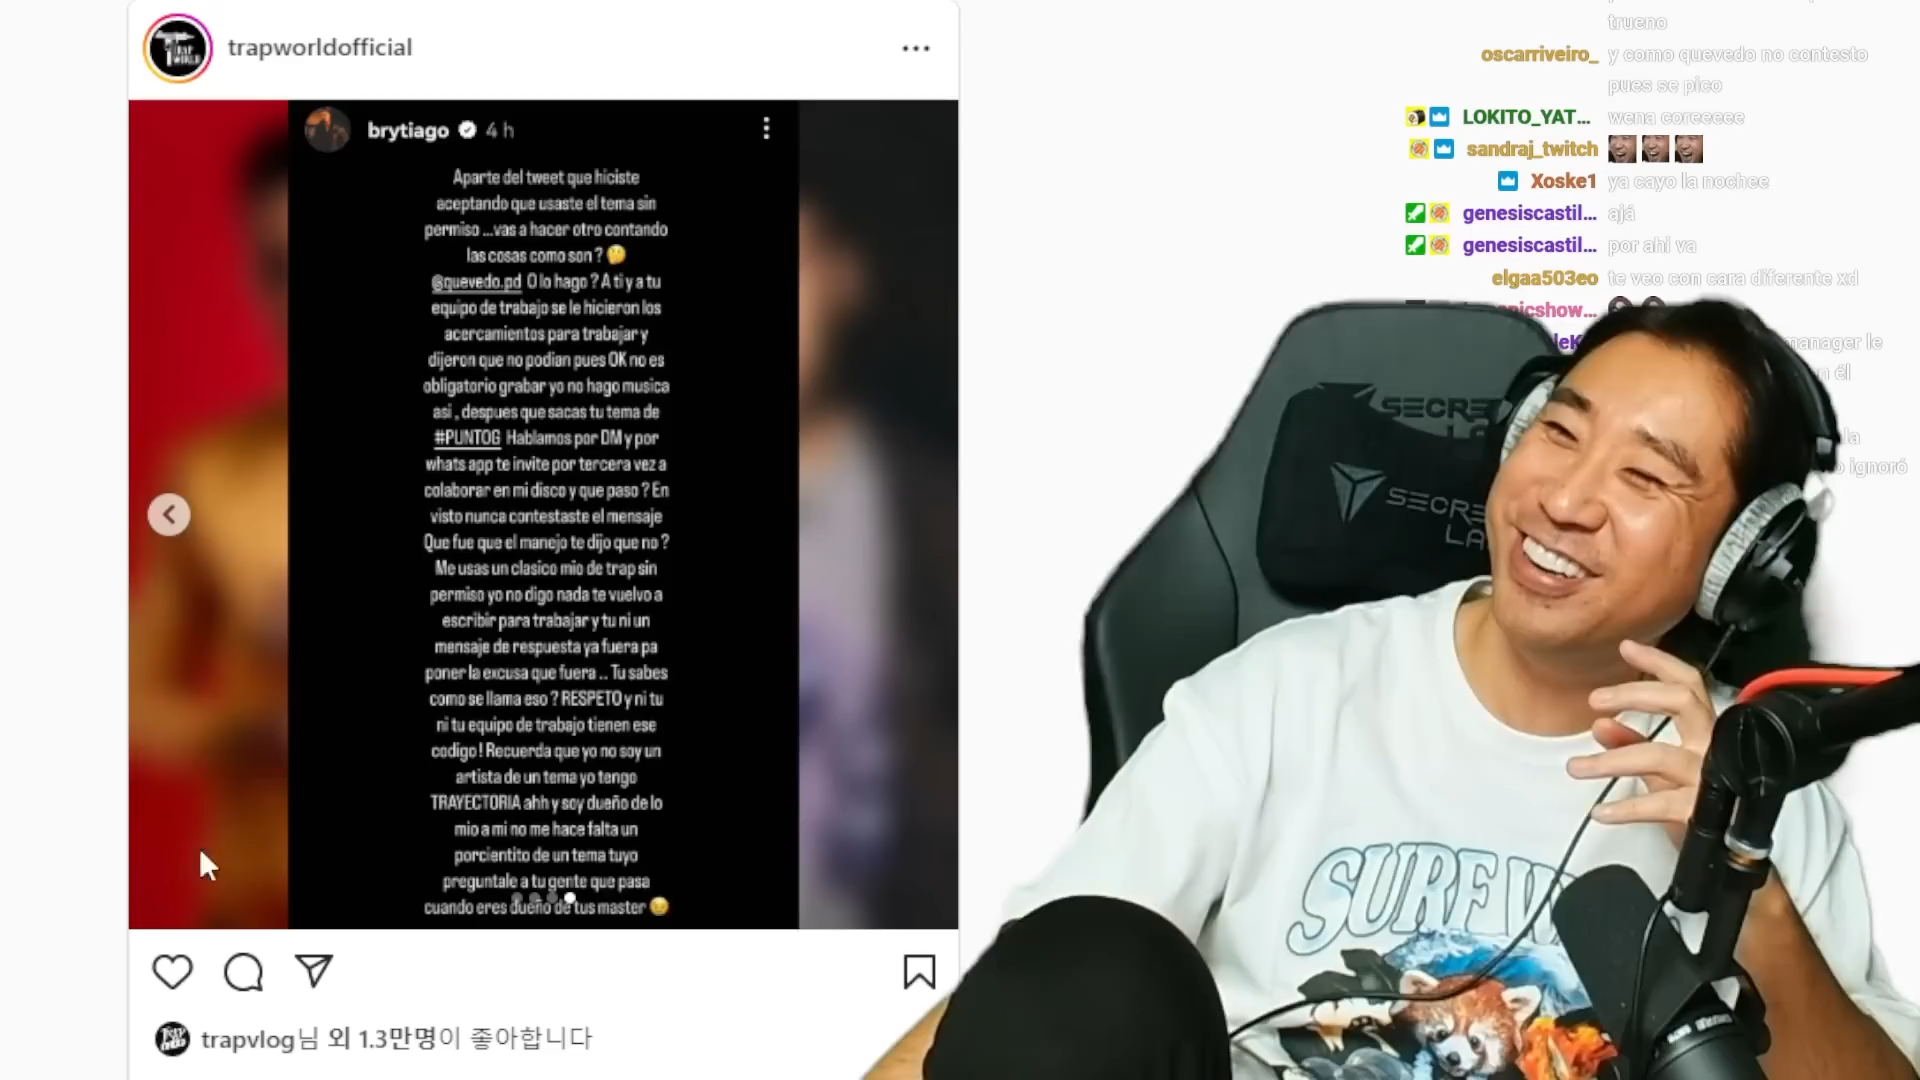 trapworldofficial
brytiago 4 h
Aparte del tweet que hiciste
aceptando que usaste el tema sin
permiso ...vas a hacer otro contando
las cosas como son ? 🤔
@quevedo.pd O lo hago ? A ti y a tu
equipo de trabajo se le hicieron los
acercamientos para trabajar y
dijeron que no podian pues OK no es
obligatorio grabar yo no hago musica
asi , despues que sacas tu tema de
#PUNTOG Hablamos por DM y por
whats app te invite por tercera vez a
colaborar en mi disco y que paso ? En
visto nunca contestaste el mensaje
Que fue que el manejo te dijo que no ?
Me usas un clasico mio de trap sin
permiso yo no digo nada te vuelvo a
escribir para trabajar y tu ni un
mensaje de respuesta ya fuera pa
poner la excusa que fuera .. Tu sabes
como se llama eso ? RESPETO y ni tu
ni tu equipo de trabajo tienen ese
codigo ! Recuerda que yo no soy un
artista de un tema yo tengo
TRAYECTORIA ahh y soy dueño de lo
mio a mi no me hace falta un
porcientito de un tema tuyo
preguntale a tu gente que pasa
cuando eres dueño de tus master 😉
trapvlog님 외 1.3만명이 좋아합니다
trueno
oscarriveiro_ y como quevedo no contesto
pues se pico
LOKITO_YAT... wena coreeeee
sandraj_twitch
Xoske1 ya cayo la nochee
genesiscastil... ajá
genesiscastil... por ahi va
elgaa503eo te veo con cara diferente xd
picshow...
manager le
él
la
ignoró
SECRE
LA
SECRE
LA
SURF